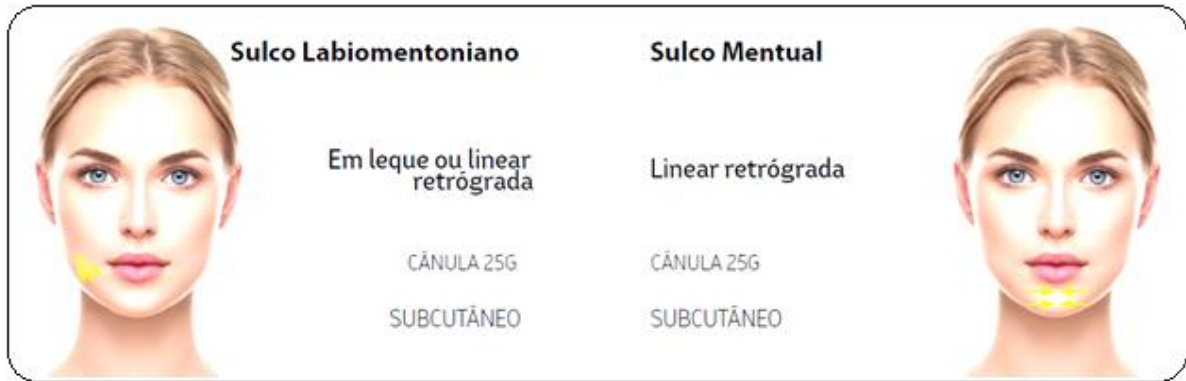 Sulco Labiomentoniano
Em leque ou linear
retrógrada
CÂNULA 25G
SUBCUTÂNEO
Sulco Mentual
Linear retrógrada
CÂNULA 25G
SUBCUTÂNEO